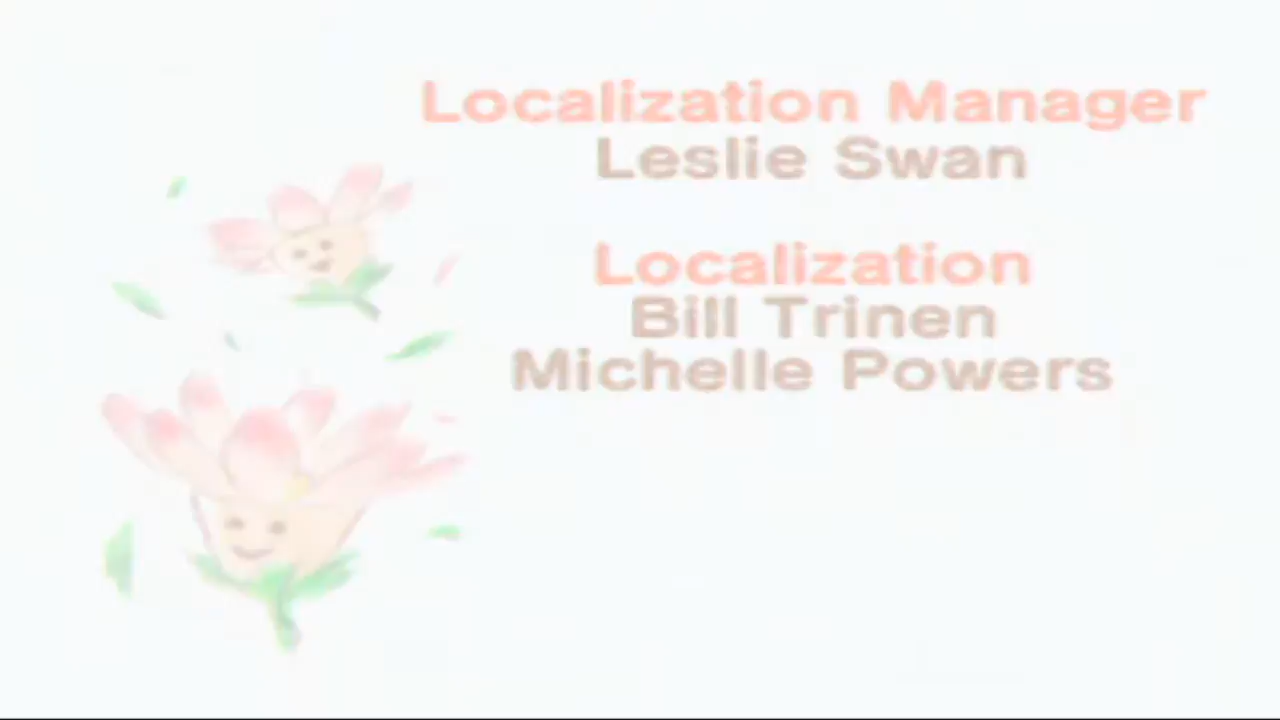 Localization Manager
Leslie Swan
Localization
Bill Trinen
Michelle Powers